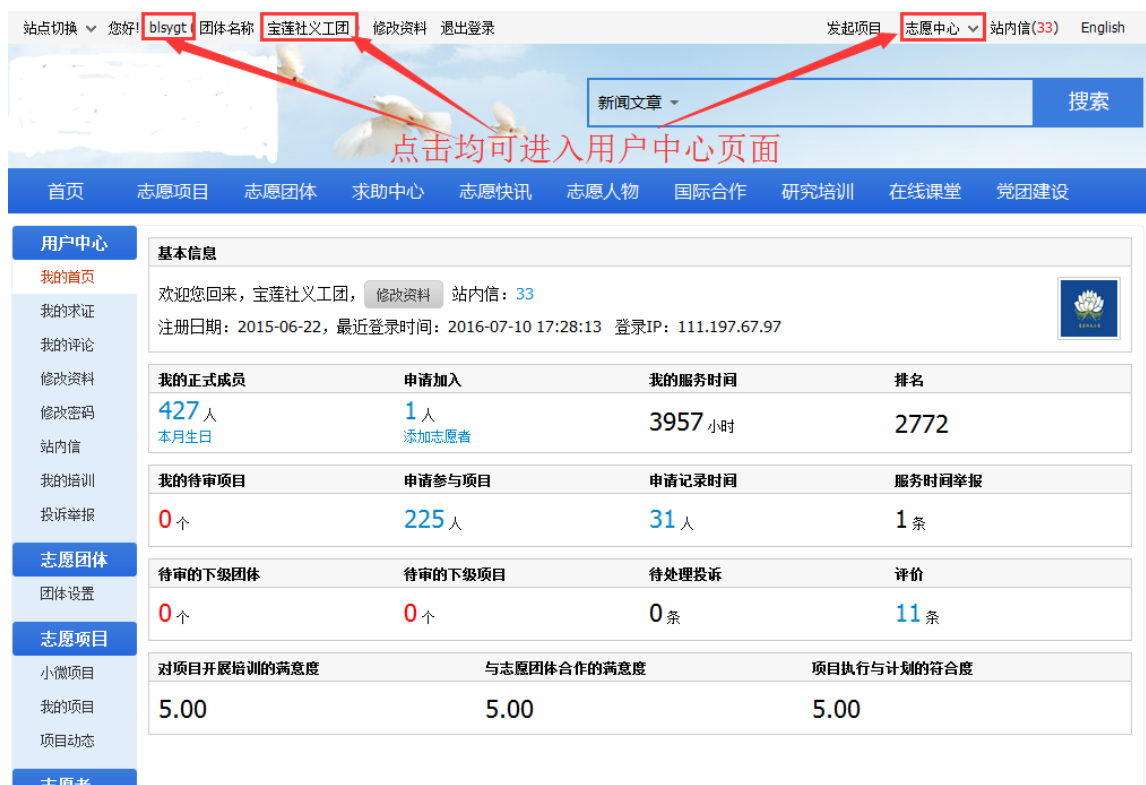 站点切换 您好! blsygt 团体名称 宝莲社义工团 修改资料 退出登录 发起项目 志愿中心 站内信(33) English
新闻文章 搜索
点击均可进入用户中心页面
首页 志愿项目 志愿团体 求助中心 志愿快讯 志愿人物 国际合作 研究培训 在线课堂 党团建设
用户中心
我的首页
我的求证
我的评论
修改资料
修改密码
站内信
我的培训
投诉举报
志愿团体
团体设置
志愿项目
小微项目
我的项目
项目动态
志愿者
基本信息
欢迎您回来，宝莲社义工团， 修改资料 站内信：33
注册日期：2015-06-22，最近登录时间：2016-07-10 17:28:13 登录IP：111.197.67.97
我的正式成员 申请加入 我的服务时间 排名
427 人 1 人 3957 小时 2772
本月生日 添加志愿者
我的待审项目 申请参与项目 申请记录时间 服务时间举报
0 个 225 人 31 人 1 条
待审的下级团体 待审的下级项目 待处理投诉 评价
0 个 0 个 0 条 11 条
对项目开展培训的满意度 与志愿团体合作的满意度 项目执行与计划的符合度
5.00 5.00 5.00